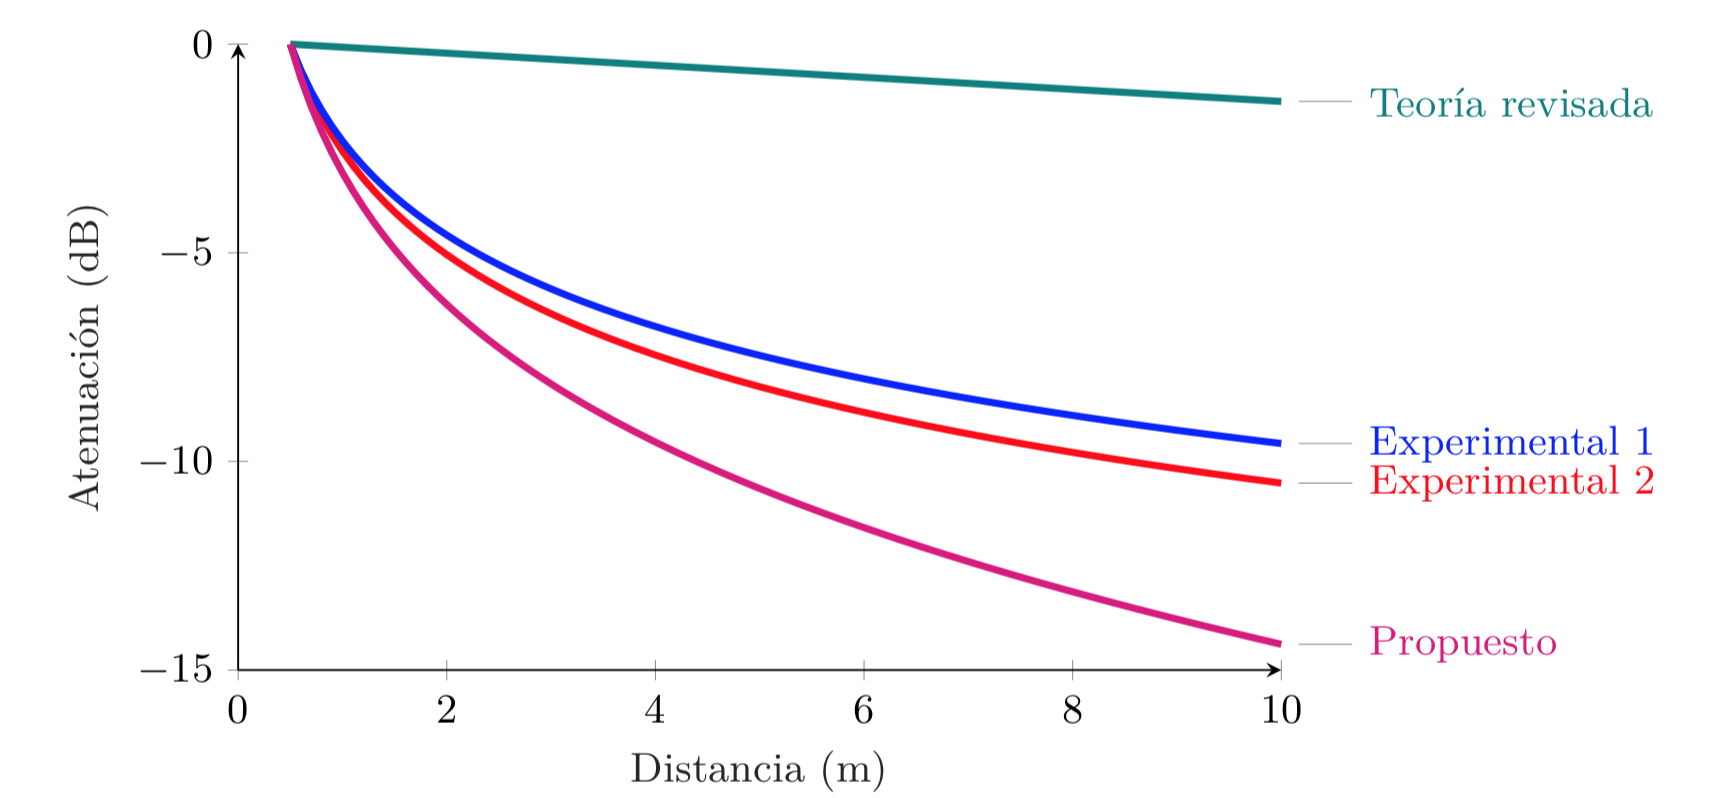 0
−5
−10
−15
Atenuación (dB)
0 2 4 6 8 10
Distancia (m)
Teoría revisada
Experimental 1
Experimental 2
Propuesto